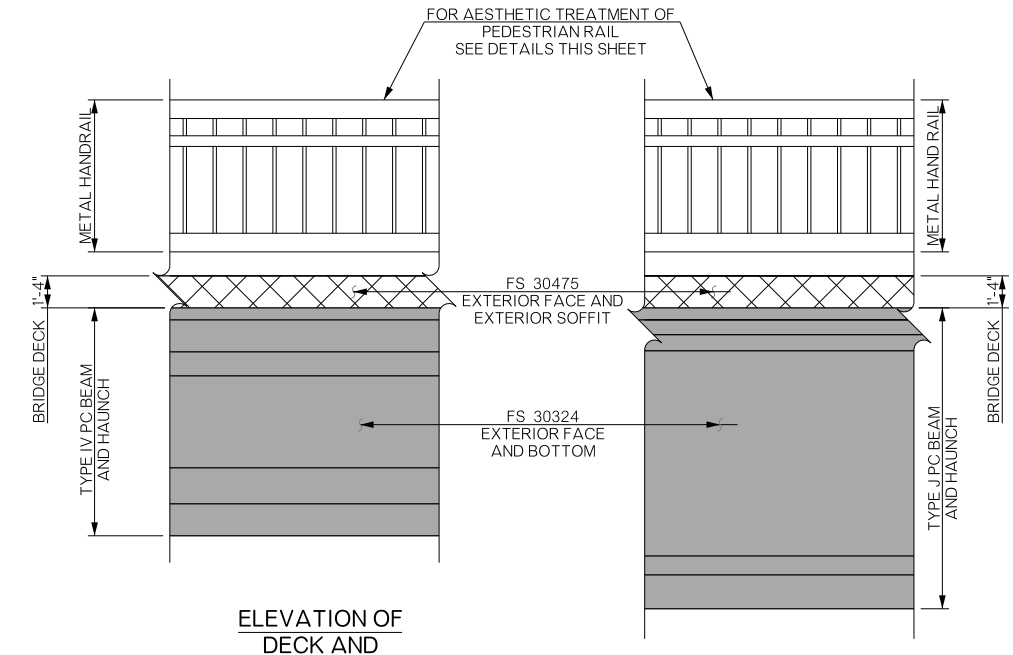 FOR AESTHETIC TREATMENT OF
PEDESTRIAN RAIL
SEE DETAILS THIS SHEET
METAL HANDRAIL
METAL HAND RAIL
1'-4"
BRIDGE DECK
FS 30475
EXTERIOR FACE AND
EXTERIOR SOFFIT
1'-4"
BRIDGE DECK
TYPE IV PC BEAM
AND HAUNCH
FS 30324
EXTERIOR FACE
AND BOTTOM
TYPE J PC BEAM
AND HAUNCH
ELEVATION OF
DECK AND